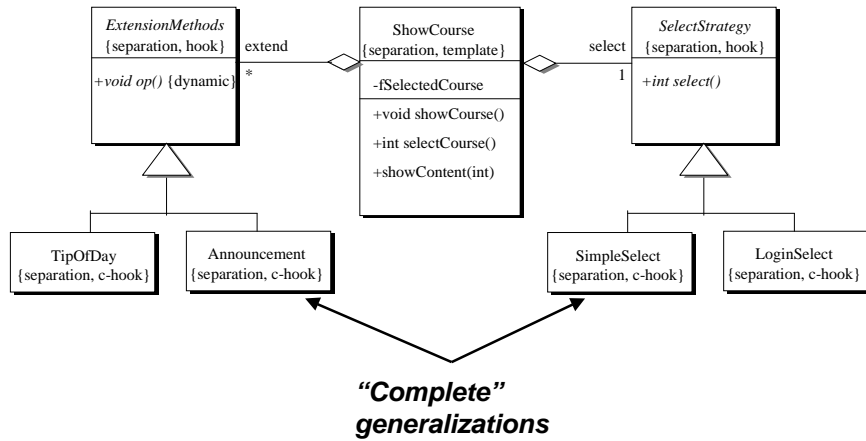 ExtensionMethods
{separation, hook}
+void op() {dynamic}
extend
*
ShowCourse
{separation, template}
-fSelectedCourse
+void showCourse()
+int selectCourse()
+showContent(int)
select
1
SelectStrategy
{separation, hook}
+int select()
TipOfDay
{separation, c-hook}
Announcement
{separation, c-hook}
SimpleSelect
{separation, c-hook}
LoginSelect
{separation, c-hook}
“Complete”
generalizations